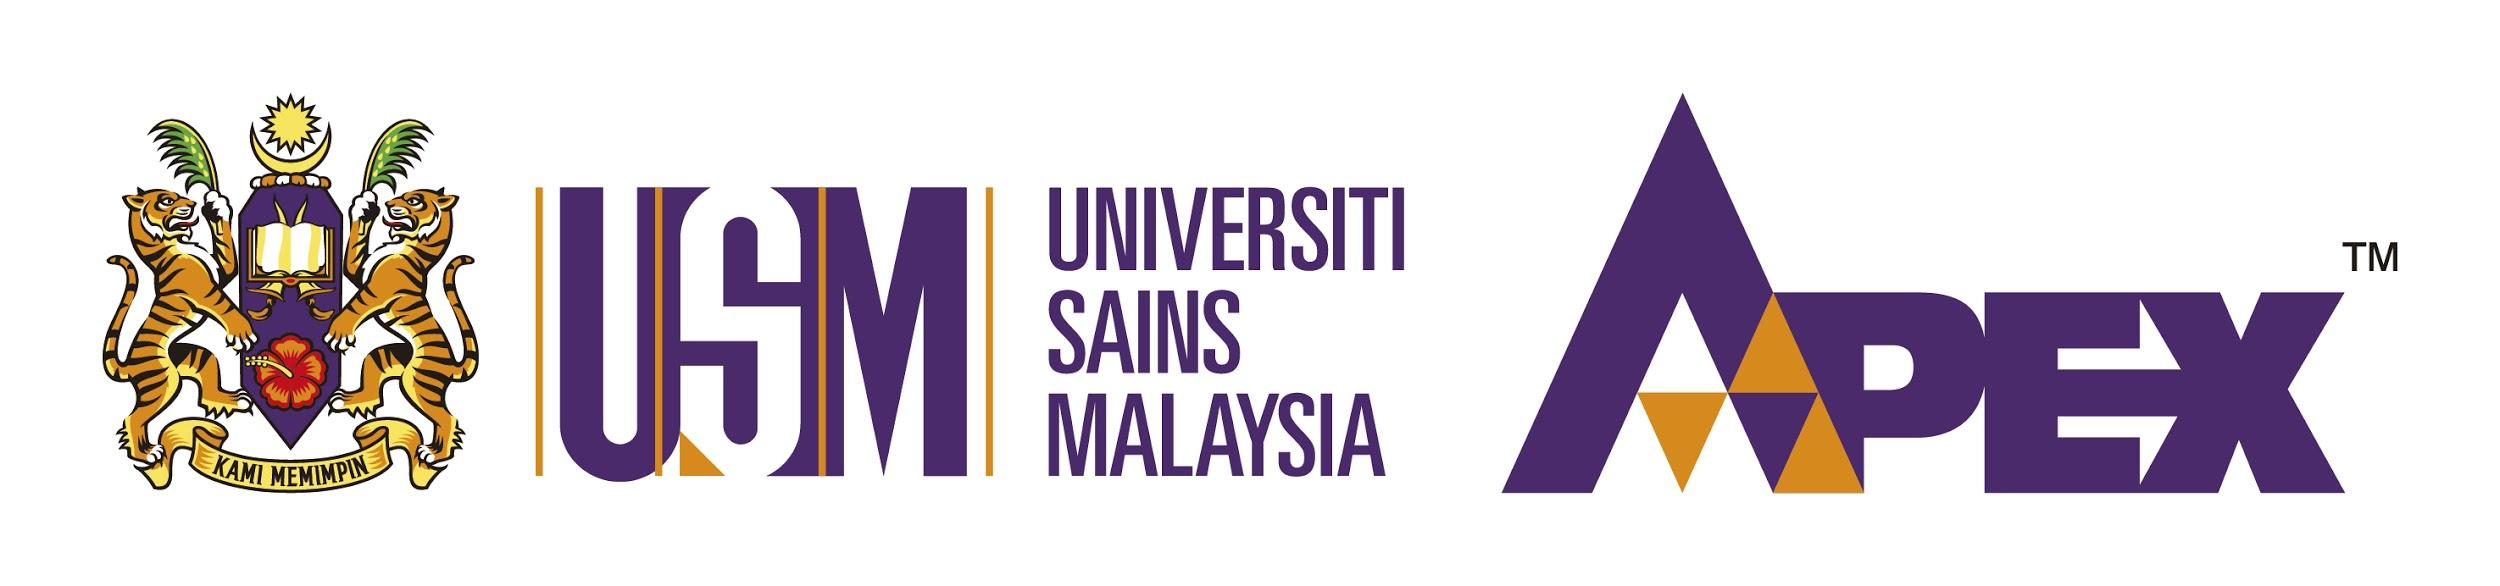 KAMI MEMIMPIN
USM
UNIVERSITI
SAINS
MALAYSIA
APEX
TM